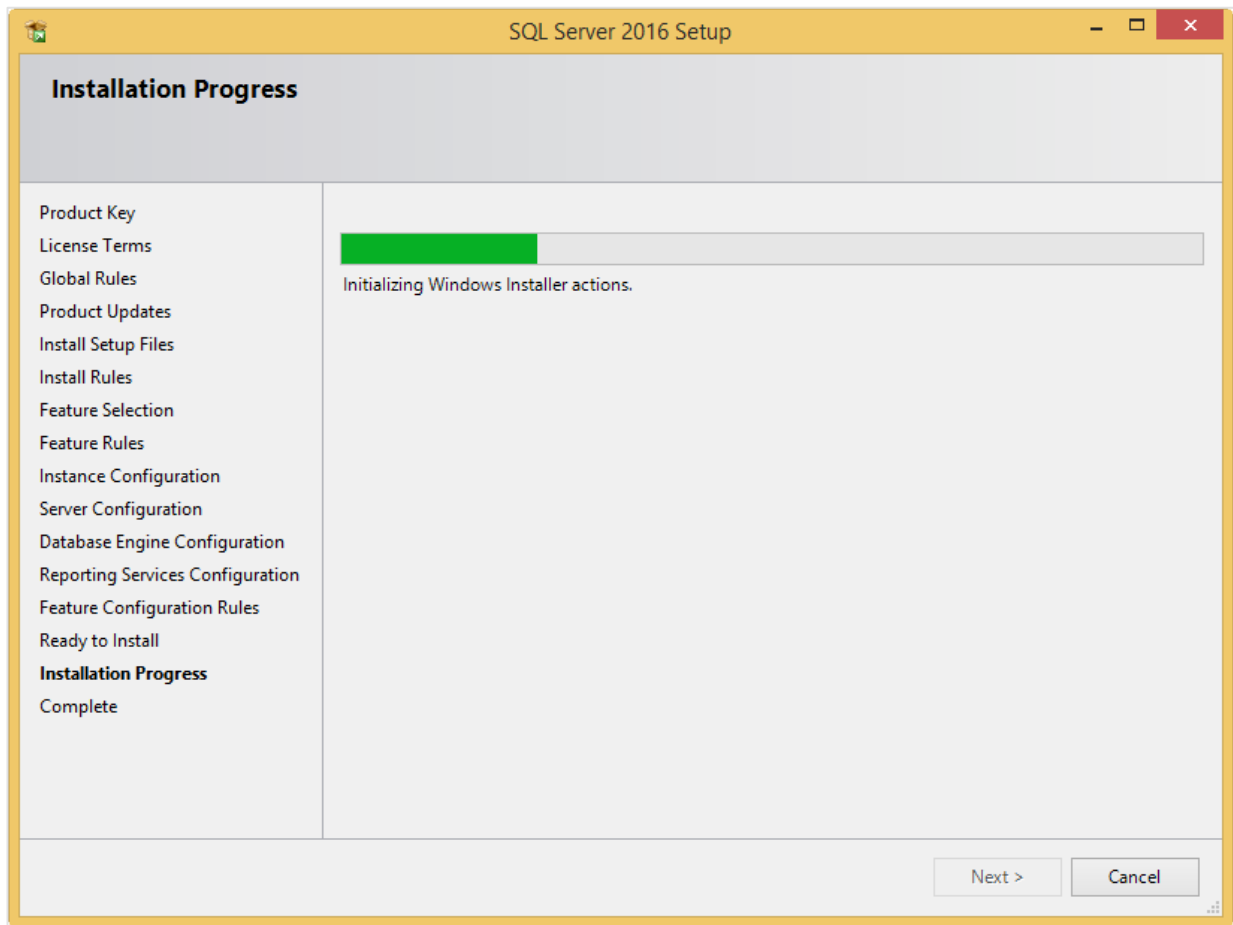 SQL Server 2016 Setup
Installation Progress
Product Key
License Terms
Global Rules
Product Updates
Install Setup Files
Install Rules
Feature Selection
Feature Rules
Instance Configuration
Server Configuration
Database Engine Configuration
Reporting Services Configuration
Feature Configuration Rules
Ready to Install
Installation Progress
Complete
Initializing Windows Installer actions.
Next >
Cancel